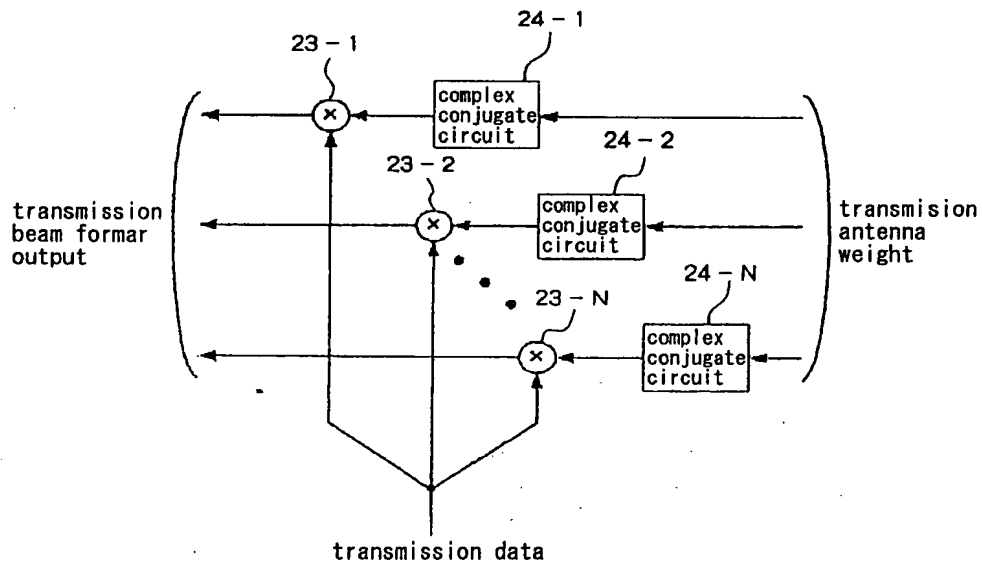 24-1
23-1
complex
conjugate
circuit
24-2
23-2
complex
conjugate
circuit
transmission
beam formar
output
transmision
antenna
weight
24-N
23-N
complex
conjugate
circuit
transmission data